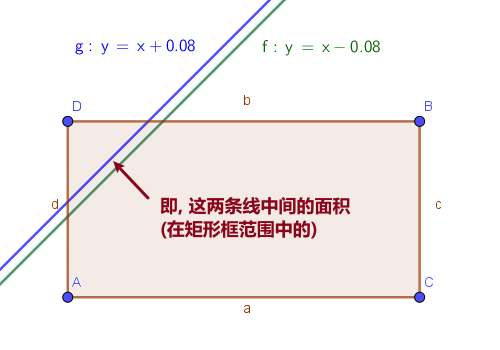 g : y = x + 0.08
f : y = x − 0.08
D
b
B
d
c
即, 这两条线中间的面积
(在矩形框范围中的)
A
C
a